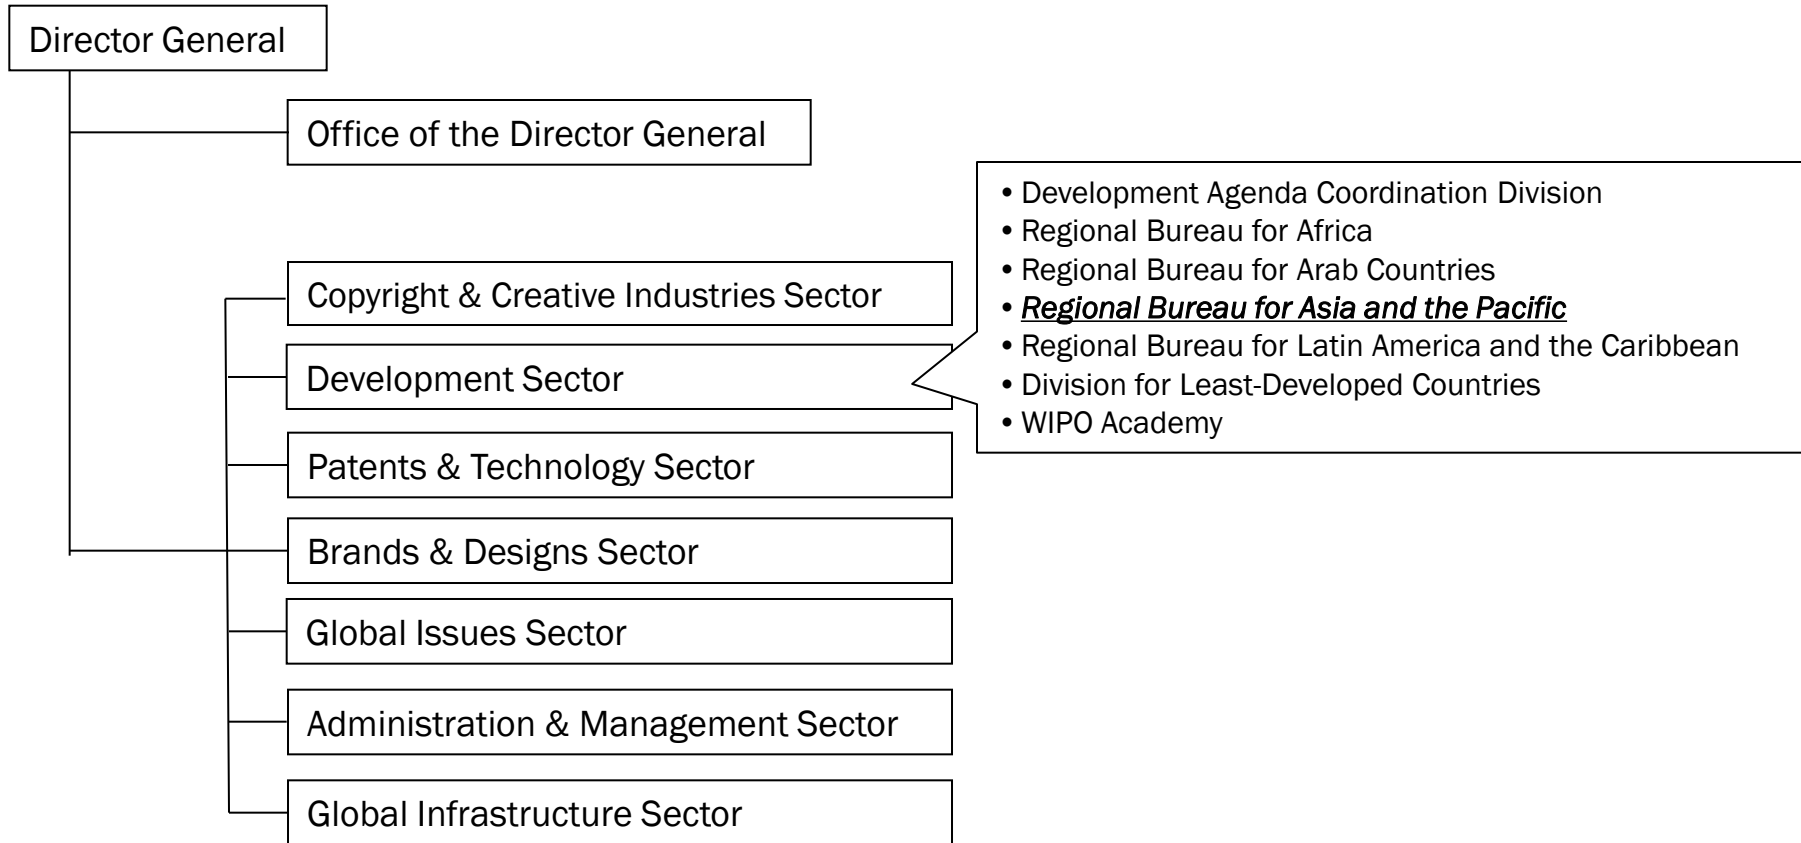 Director General
Office of the Director General
Copyright & Creative Industries Sector
Development Sector
• Development Agenda Coordination Division
• Regional Bureau for Africa
• Regional Bureau for Arab Countries
• Regional Bureau for Asia and the Pacific
• Regional Bureau for Latin America and the Caribbean
• Division for Least-Developed Countries
• WIPO Academy
Patents & Technology Sector
Brands & Designs Sector
Global Issues Sector
Administration & Management Sector
Global Infrastructure Sector